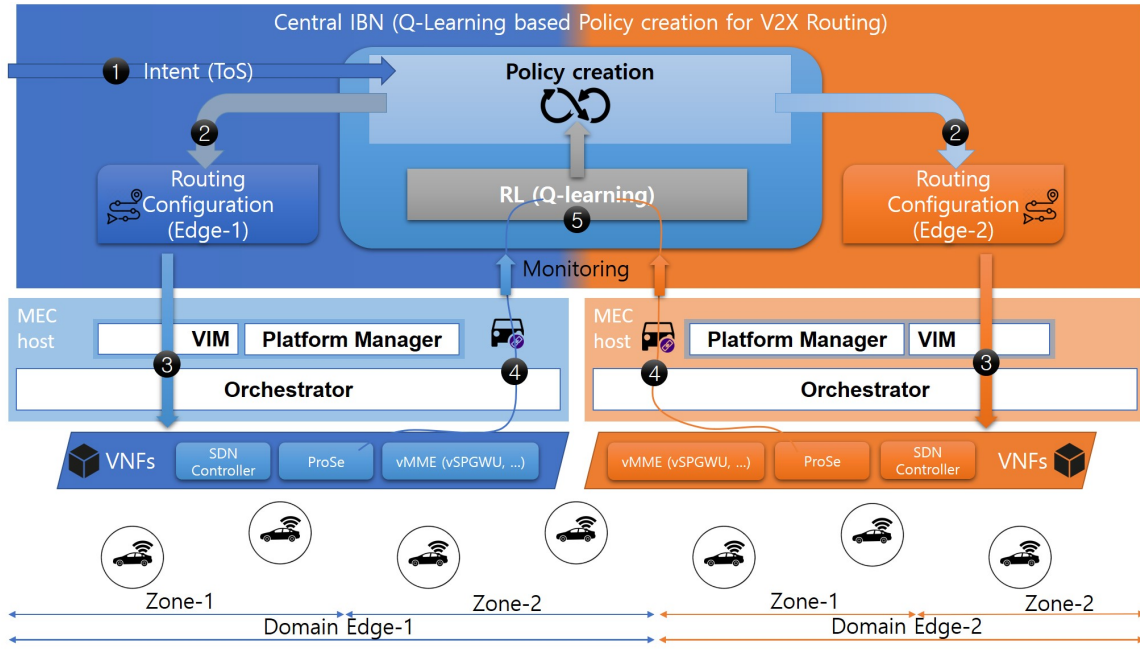 Central IBN (Q-Learning based Policy creation for V2X Routing)
1 Intent (ToS)
Policy creation
2
2
Routing
Configuration
(Edge-1)
RL (Q-learning)
5
Routing
Configuration
(Edge-2)
Monitoring
MEC
host
VIM
Platform Manager
3
4
Orchestrator
MEC
host
Platform Manager
VIM
4
3
Orchestrator
VNFs
SDN
Controller
ProSe
vMME (vSPGWU, ...)
vMME (vSPGWU, ...)
ProSe
SDN
Controller
VNFs
Zone-1
Zone-2
Zone-1
Zone-2
Domain Edge-1
Domain Edge-2